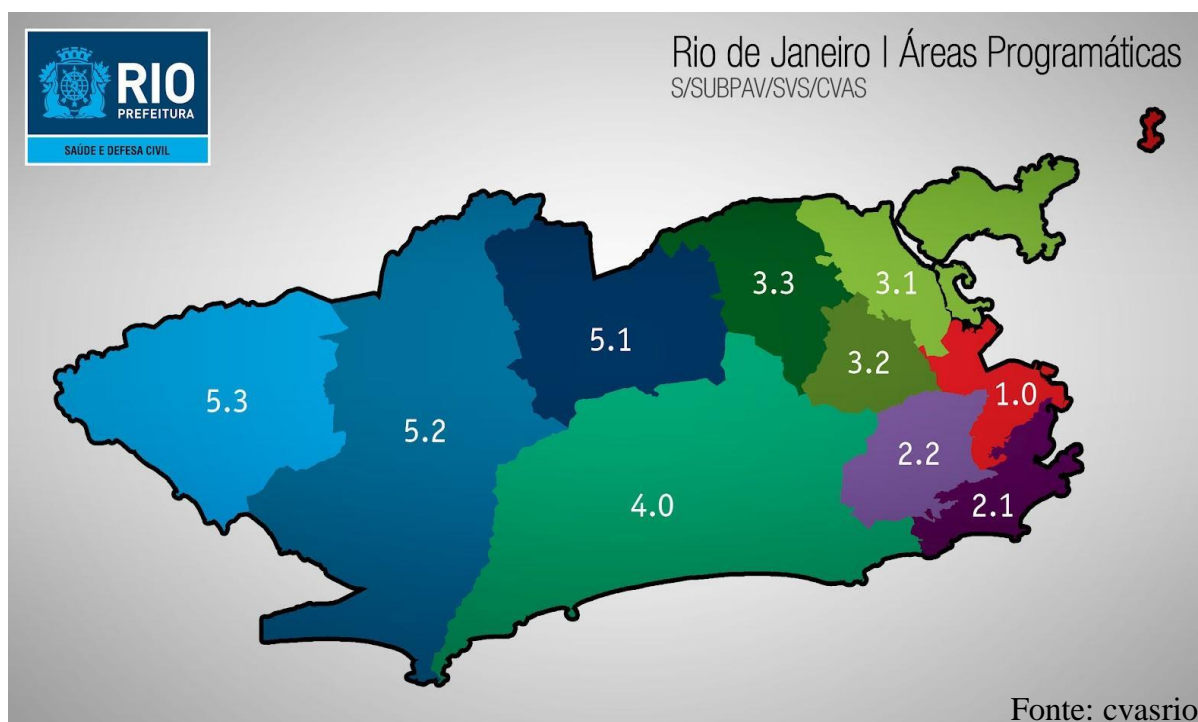 RIO
PREFEITURA
SAÚDE E DEFESA CIVIL
Rio de Janeiro | Áreas Programáticas
S/SUBPAV/SVS/CVAS
3.3
3.1
5.1
3.2
5.3
1.0
5.2
2.2
4.0
2.1
Fonte: cvasrio